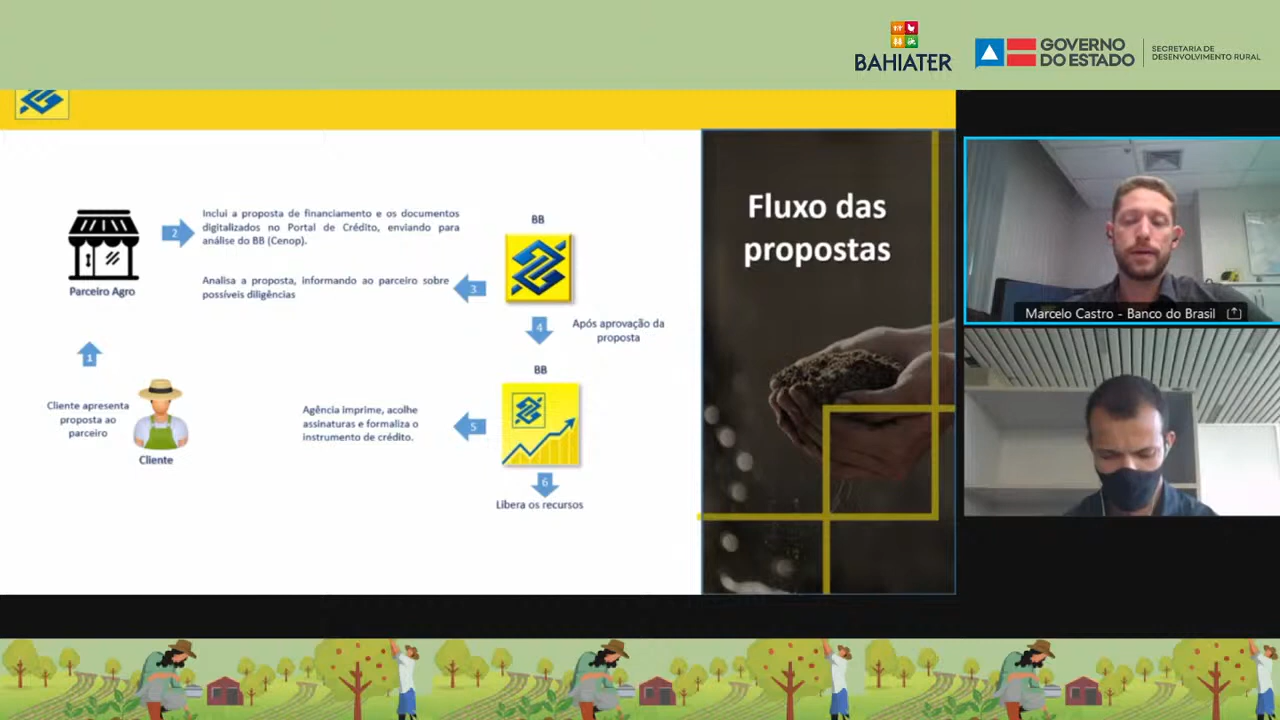 BAHIATER
GOVERNO
DO ESTADO
SECRETARIA DE
DESENVOLVIMENTO RURAL
Fluxo das
propostas
2
Inclui a proposta de financiamento e os documentos
digitalizados no Portal de Crédito, enviando para
análise do BB (Cenop).
BB
Parceiro Agro
Analisa a proposta, informando ao parceiro sobre
possíveis diligências
3
4
Após aprovação da
proposta
1
BB
Cliente apresenta
proposta ao
parceiro
Cliente
Agência imprime, acolhe
assinaturas e formaliza o
instrumento de crédito.
5
6
Libera os recursos
Marcelo Castro - Banco do Brasil